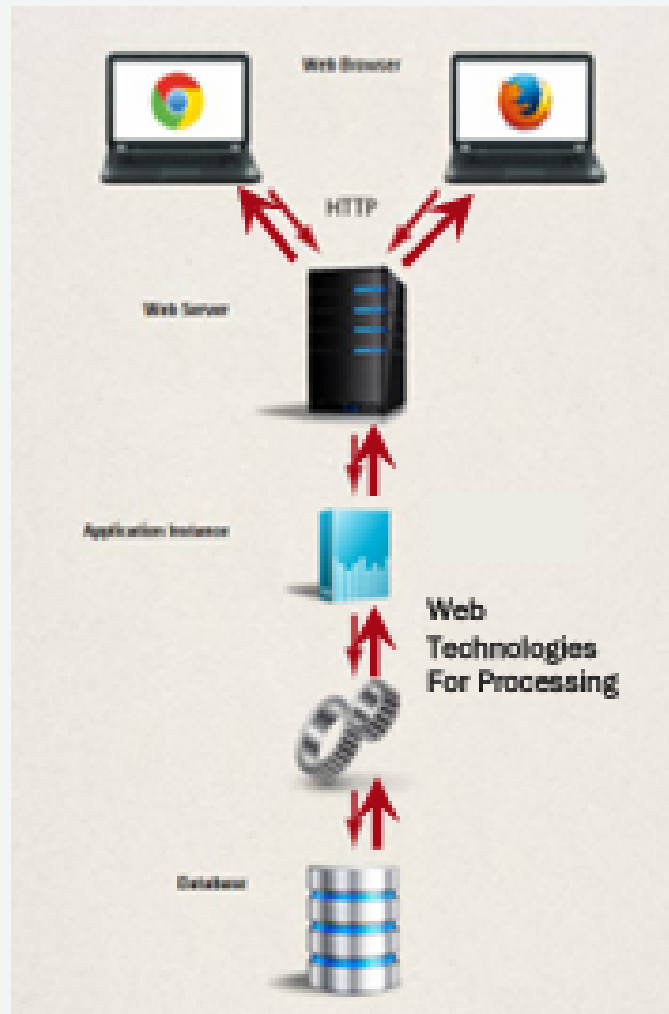 Web Browser
HTTP
Web Server
Application Instance
Web
Technologies
For Processing
Database